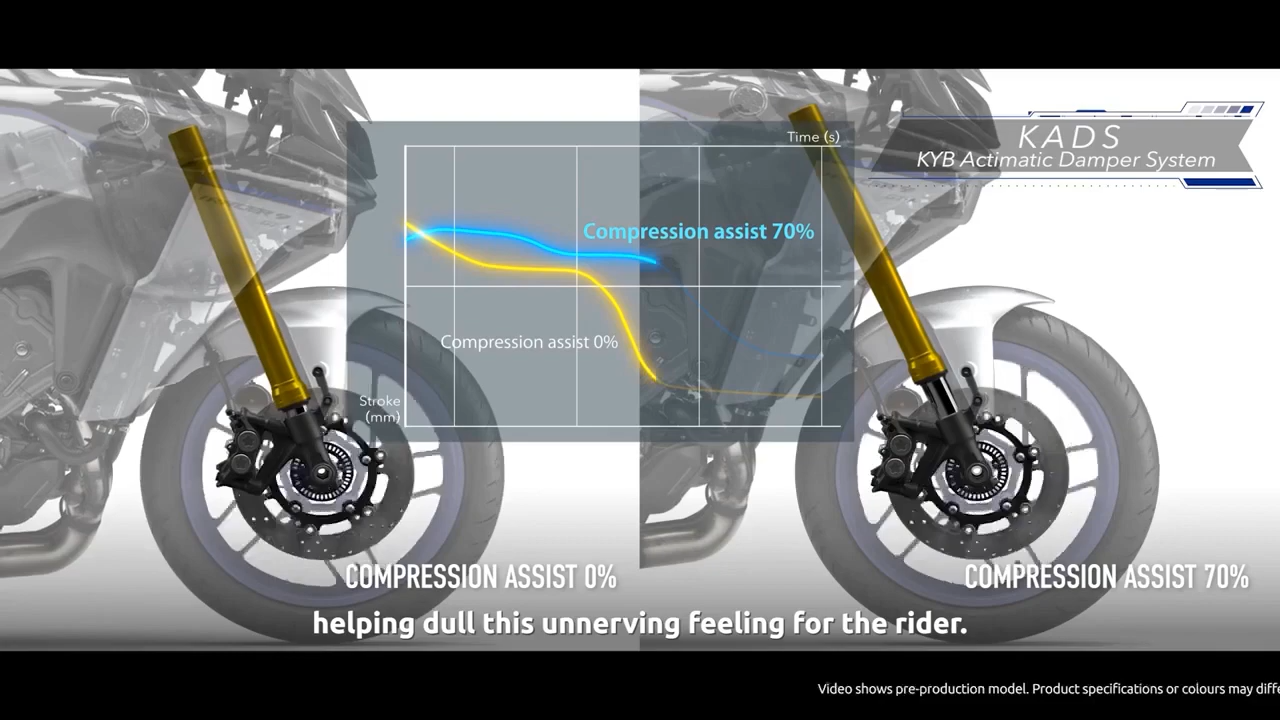 KADS
KYB Actimatic Damper System
Time (s)
Compression assist 70%
Compression assist 0%
Stroke
(mm)
COMPRESSION ASSIST 0%
COMPRESSION ASSIST 70%
helping dull this unnerving feeling for the rider.
Video shows pre-production model. Product specifications or colours may